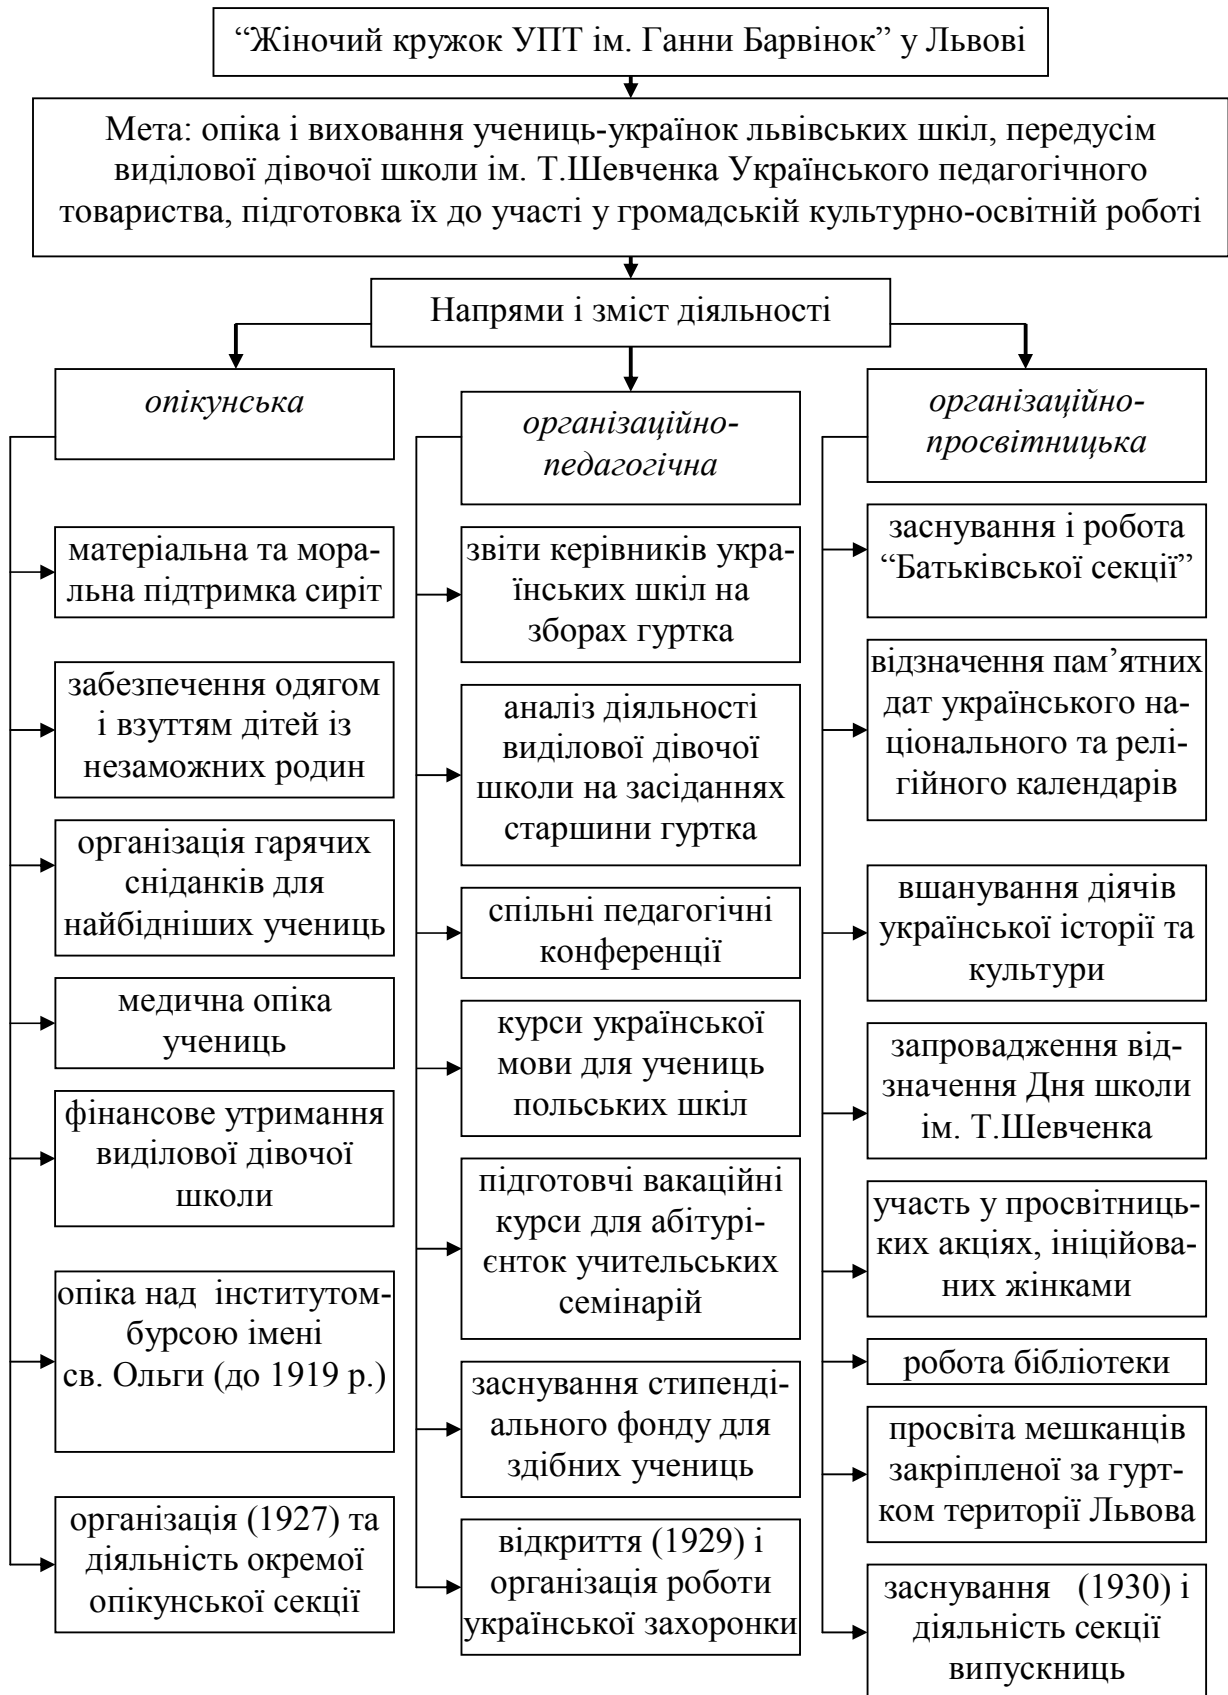 “Жіночий кружок УПТ ім. Ганни Барвінок” у Львові
Мета: опіка і виховання учениць-українок львівських шкіл, передусім
виділової дівочої школи ім. Т.Шевченка Українського педагогічного
товариства, підготовка їх до участі у громадській культурно-освітній роботі
Напрями і зміст діяльності
опікунська
матеріальна та мора-
льна підтримка сиріт
забезпечення одягом
і взуттям дітей із
незаможних родин
організація гарячих
сніданків для
найбідніших учениць
медична опіка
учениць
фінансове утримання
виділової дівочої
школи
опіка над інститутом-
бурсою імені
св. Ольги (до 1919 р.)
організація (1927) та
діяльність окремої
опікунської секції
організаційно-
педагогічна
звіти керівників укра-
їнських шкіл на
зборах гуртка
аналіз діяльності
виділової дівочої
школи на засіданнях
старшини гуртка
спільні педагогічні
конференції
курси української
мови для учениць
польських шкіл
підготовчі вакаційні
курси для абітурі-
єнток учительських
семінарій
заснування стипенді-
ального фонду для
здібних учениць
відкриття (1929) і
організація роботи
української захоронки
організаційно-
просвітницька
заснування і робота
“Батьківської секції”
відзначення пам’ятних
дат українського на-
ціонального та релі-
гійного календарів
вшанування діячів
української історії та
культури
запровадження від-
значення Дня школи
ім. Т.Шевченка
участь у просвітниць-
ких акціях, ініційова-
них жінками
робота бібліотеки
просвіта мешканців
закріпленої за гурт-
ком території Львова
заснування (1930) і
діяльність секції
випускниць